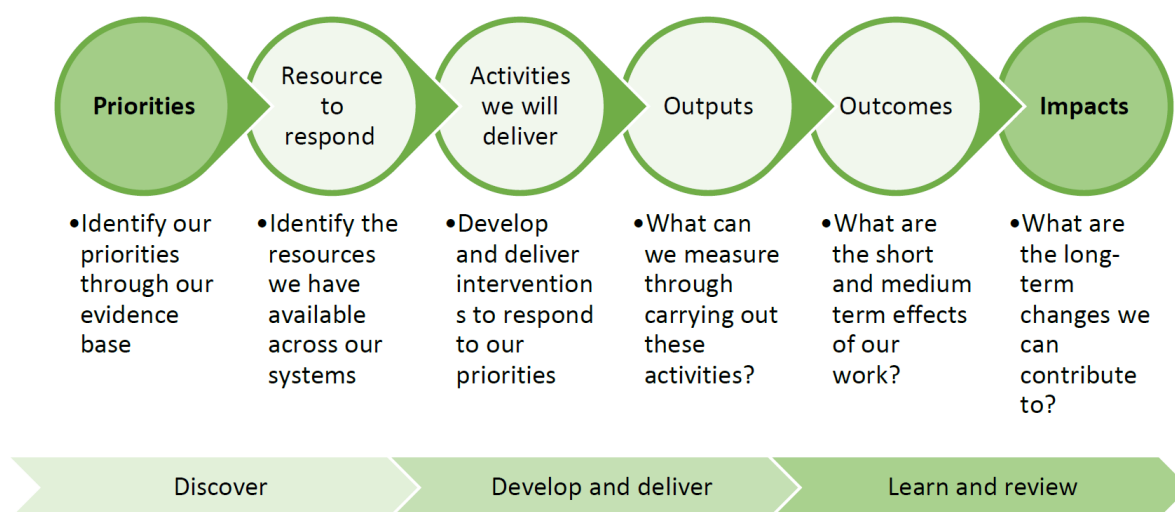 Priorities
Resource
to
respond
Activities
we will
deliver
Outputs
Outcomes
Impacts
•Identify our
priorities
through our
evidence
base
•Identify the
resources
we have
available
across our
systems
•Develop
and deliver
intervention
s to respond
to our
priorities
•What can
we measure
through
carrying out
these
activities?
•What are
the short
and medium
term effects
of our
work?
•What are
the long-
term
changes we
can
contribute
to?
Discover
Develop and deliver
Learn and review